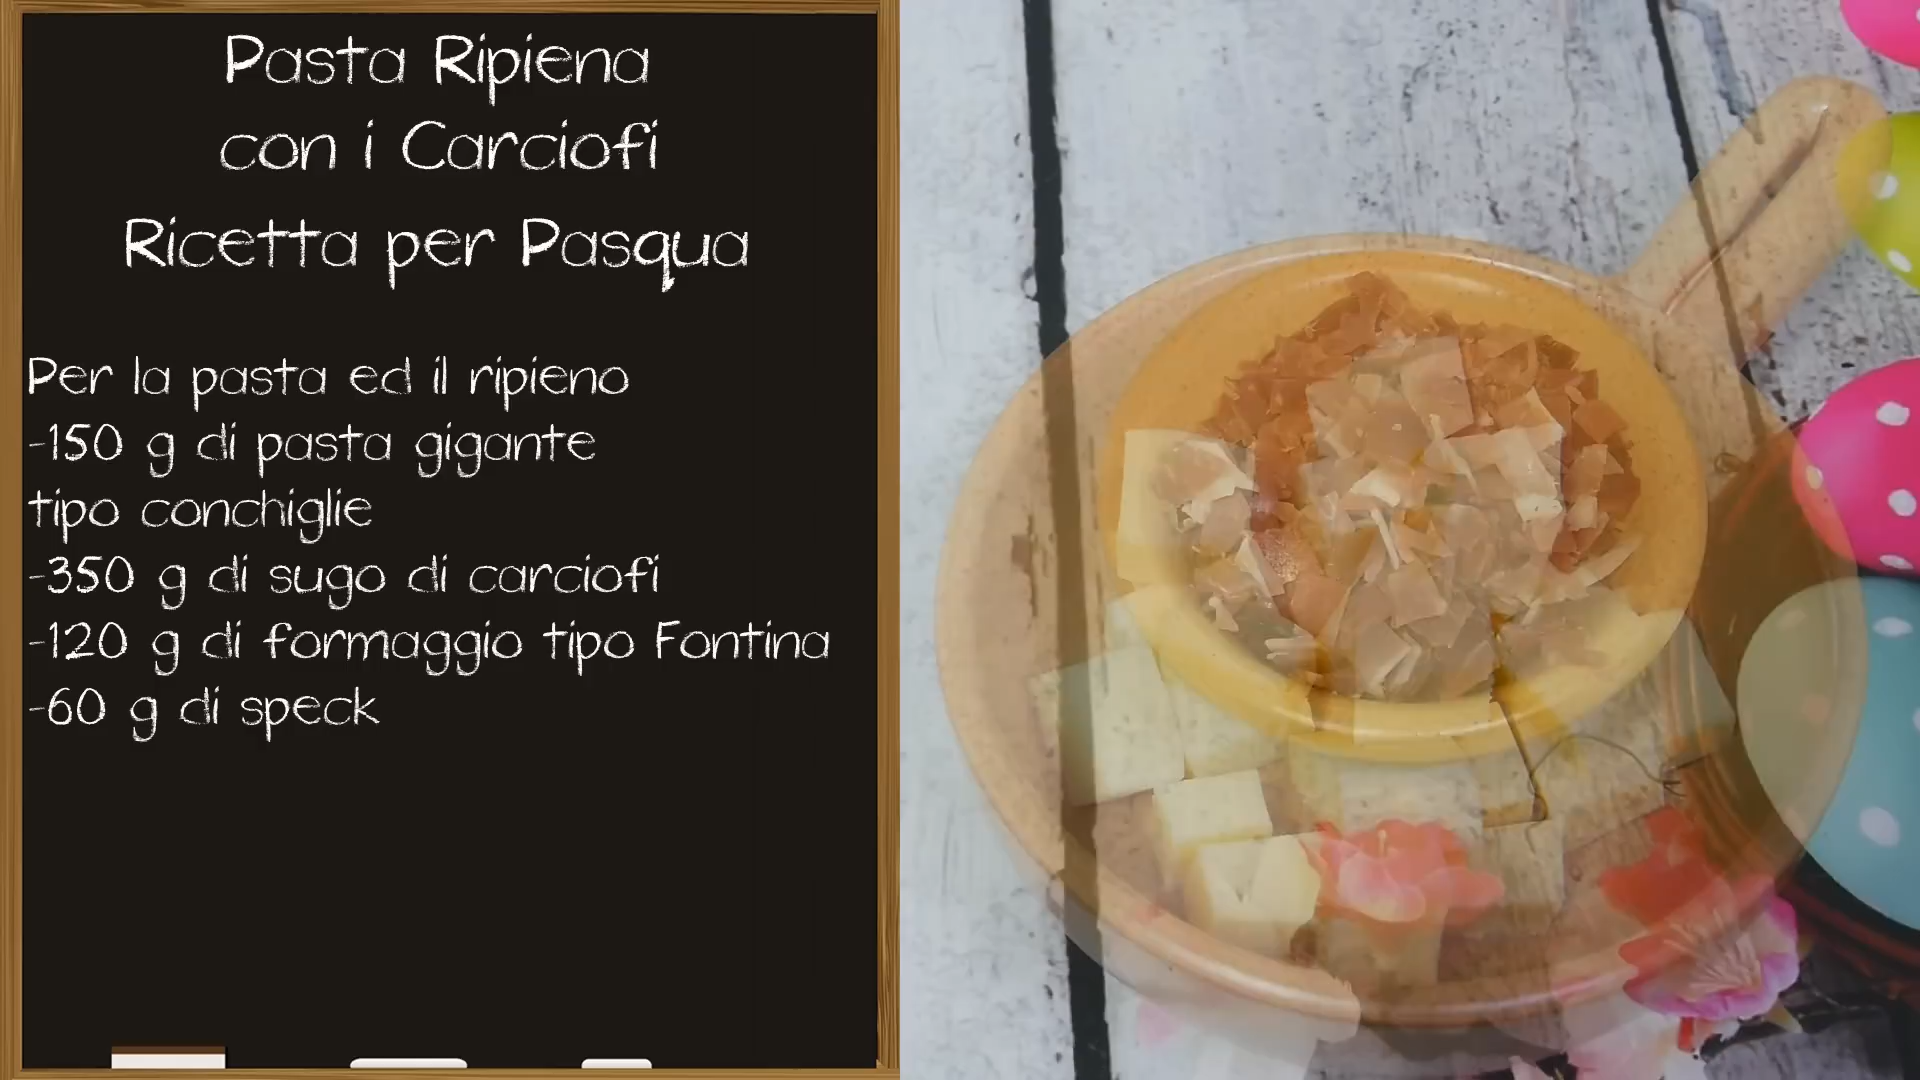 Pasta Ripiena
con i Carciofi
Ricetta per Pasqua
Per la pasta ed il ripieno
-150 g di pasta gigante
tipo conchiglie
-350 g di sugo di carciofi
-120 g di formaggio tipo Fontina
-60 g di speck